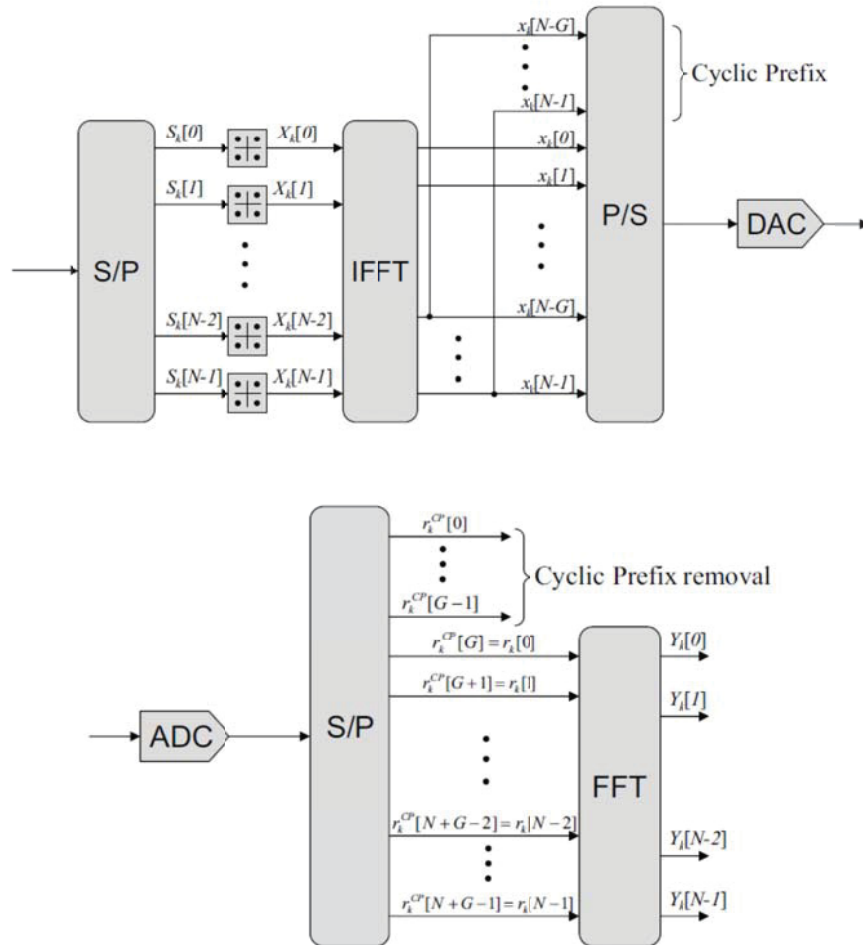 x_k[N-G]
Cyclic Prefix
x_k[N-1]
S_k[0] X_k[0] x_k[0]
S_k[1] X_k[1] x_k[1]
S/P IFFT P/S DAC
S_k[N-2] X_k[N-2] x_k[N-G]
S_k[N-1] X_k[N-1] x_k[N-1]
r_k^{CP}[0]
Cyclic Prefix removal
r_k^{CP}[G-1]
r_k^{CP}[G]=r_k[0] Y_k[0]
r_k^{CP}[G+1]=r_k[1] Y_k[1]
ADC S/P FFT
r_k^{CP}[N+G-2]=r_k[N-2] Y_k[N-2]
r_k^{CP}[N+G-1]=r_k[N-1] Y_k[N-1]